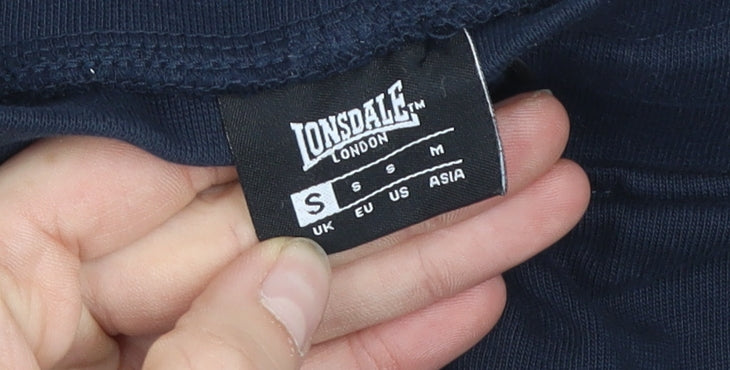 LONSDALE™
LONDON
S S S M
UK EU US ASIA